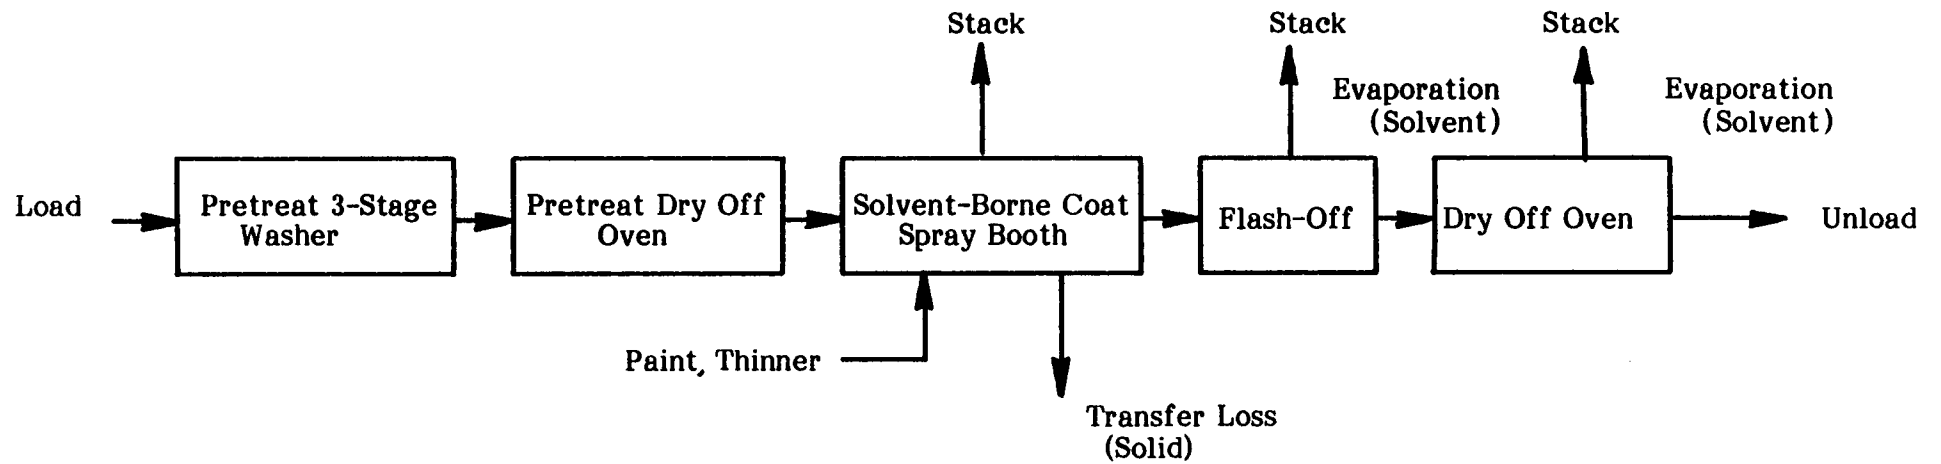 Stack
Stack
Stack
Evaporation
(Solvent)
Evaporation
(Solvent)
Load
Pretreat 3-Stage
Washer
Pretreat Dry Off
Oven
Solvent-Borne Coat
Spray Booth
Flash-Off
Dry Off Oven
Unload
Paint, Thinner
Transfer Loss
(Solid)